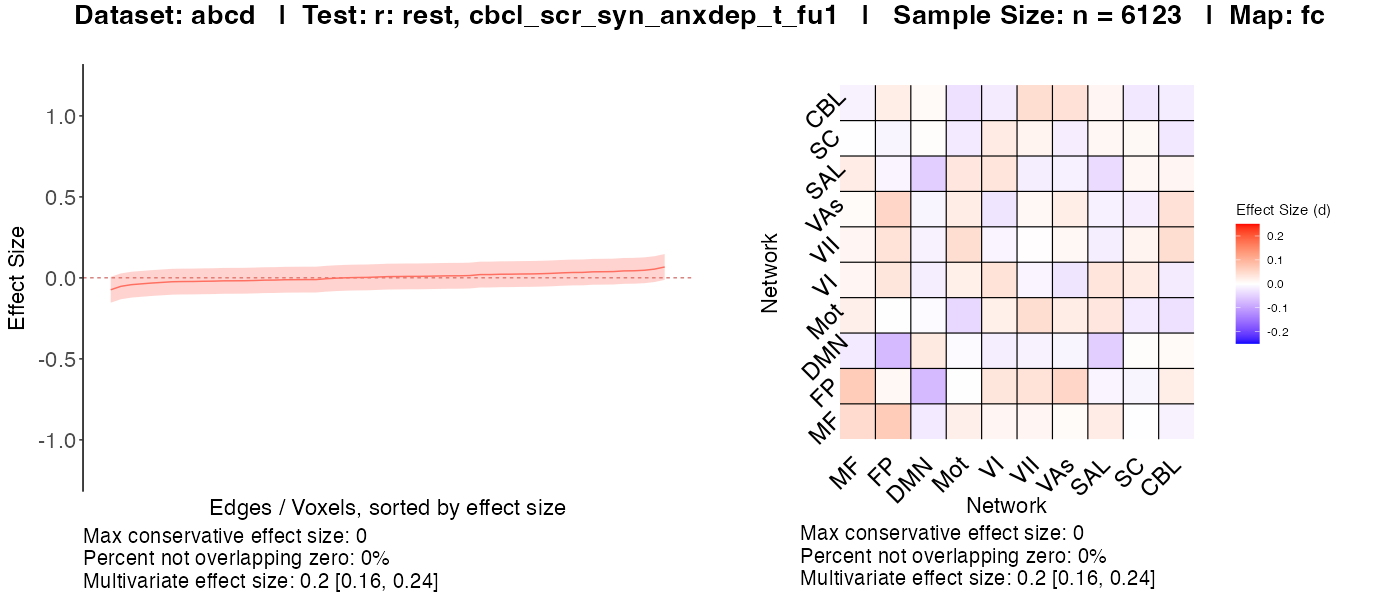 Dataset: abcd | Test: r: rest, cbcl_scr_syn_anxdep_t_fu1 | Sample Size: n = 6123 | Map: fc
Effect Size
1.0
0.5
0.0
-0.5
-1.0
Edges / Voxels, sorted by effect size
Max conservative effect size: 0
Percent not overlapping zero: 0%
Multivariate effect size: 0.2 [0.16, 0.24]
Network
CBL
SC
SAL
VAs
VII
VI
Mot
DMN
FP
MF
MF FP DMN Mot VI VII VAs SAL SC CBL
Network
Effect Size (d)
0.2
0.1
0.0
-0.1
-0.2
Max conservative effect size: 0
Percent not overlapping zero: 0%
Multivariate effect size: 0.2 [0.16, 0.24]